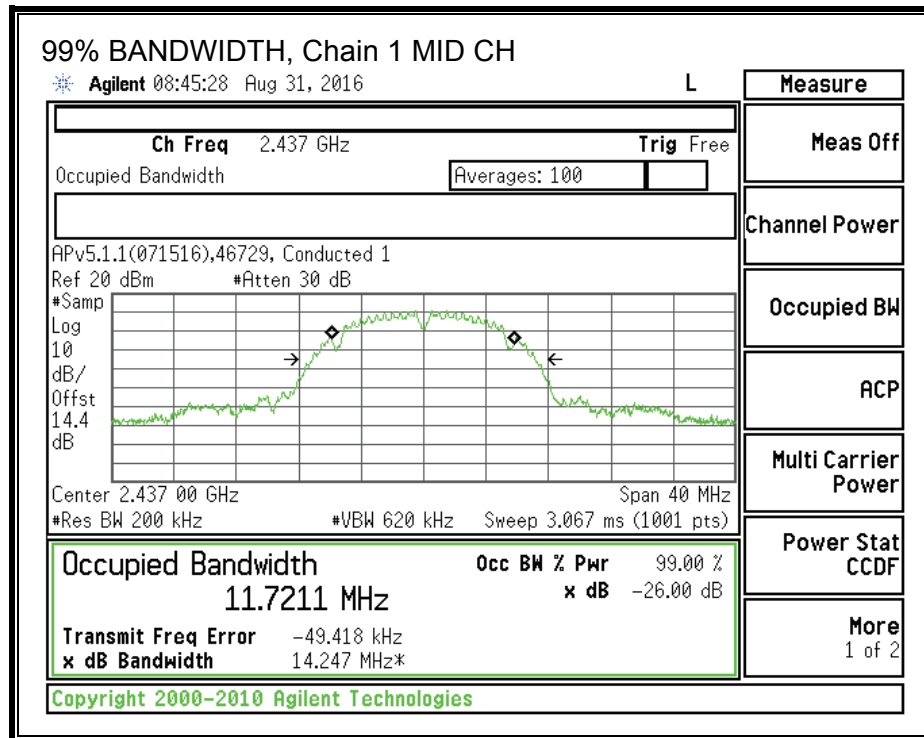 99% BANDWIDTH, Chain 1 MID CH
Agilent 08:45:28 Aug 31, 2016 L
Measure
Ch Freq 2.437 GHz Trig Free
Occupied Bandwidth Averages: 100
APv5.1.1(071516),46729, Conducted 1
Ref 20 dBm #Atten 30 dB
#Samp
Log
10
dB/
Offst
14.4
dB
Center 2.437 00 GHz Span 40 MHz
#Res BW 200 kHz #VBW 620 kHz Sweep 3.067 ms (1001 pts)
Occupied Bandwidth Occ BW % Pwr 99.00 %
11.7211 MHz x dB -26.00 dB
Transmit Freq Error -49.418 kHz
x dB Bandwidth 14.247 MHz*
Copyright 2000-2010 Agilent Technologies
Meas Off
Channel Power
Occupied BW
ACP
Multi Carrier
Power
Power Stat
CCDF
More
1 of 2